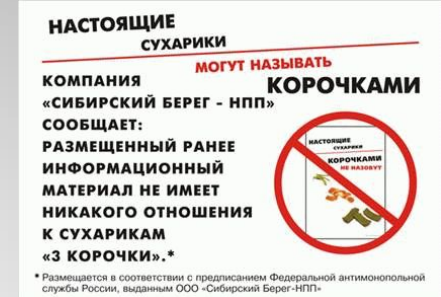 НАСТОЯЩИЕ
СУХАРИКИ
МОГУТ НАЗЫВАТЬ
КОРОЧКАМИ
КОМПАНИЯ
«СИБИРСКИЙ БЕРЕГ - НПП»
СООБЩАЕТ:
РАЗМЕЩЕННЫЙ РАНЕЕ
ИНФОРМАЦИОННЫЙ
МАТЕРИАЛ НЕ ИМЕЕТ
НИКАКОГО ОТНОШЕНИЯ
К СУХАРИКАМ
«3 КОРОЧКИ».*
НАСТОЯЩИЕ
СУХАРИКИ
КОРОЧКАМИ
НЕ НАЗОВУТ
* Размещается в соответствии с предписанием Федеральной антимонопольной
службы России, выданным ООО «Сибирский Берег-НПП»